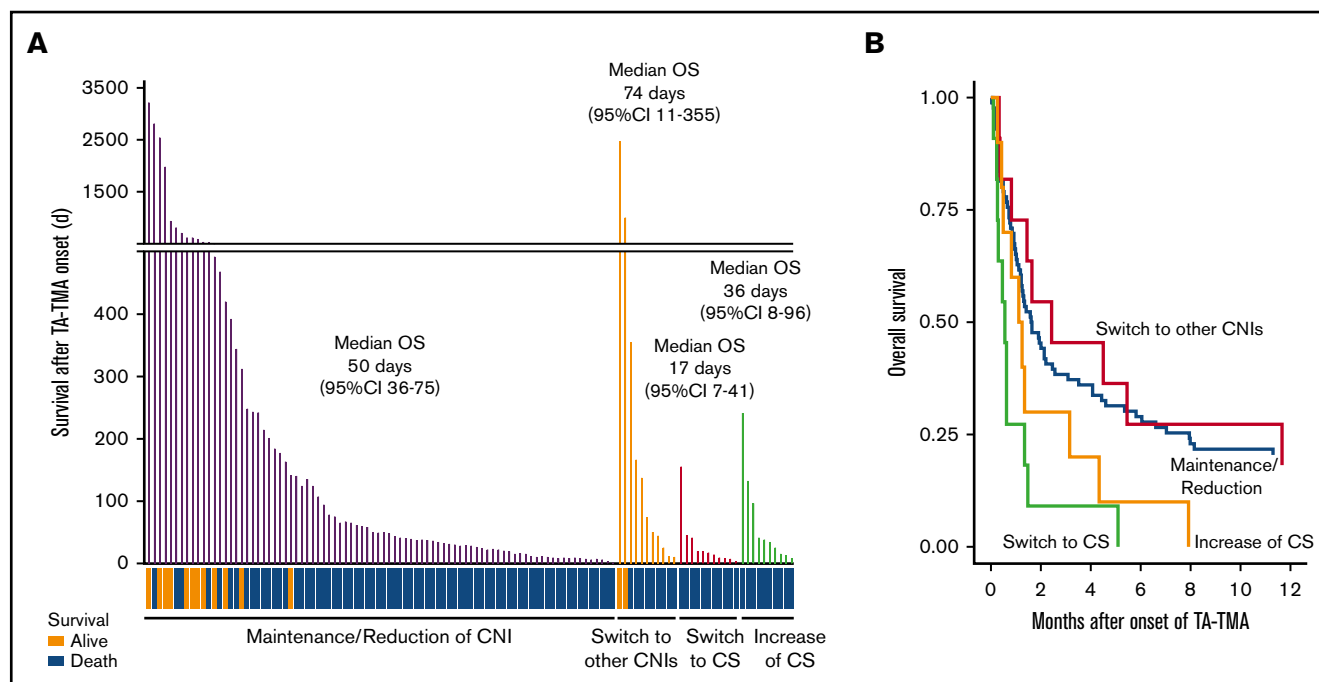 A
Survival after TA-TMA onset (d)
3500
2500
1500
400
300
200
100
0
Median OS
50 days
(95%CI 36-75)
Median OS
74 days
(95%CI 11-355)
Median OS
17 days
(95%CI 7-41)
Median OS
36 days
(95%CI 8-96)
Survival
Alive
Death
Maintenance/Reduction of CNI
Switch to
other CNIs
Switch
to CS
Increase
of CS
B
Overall survival
1.00
0.75
0.50
0.25
0.00
Switch to other CNIs
Maintenance/
Reduction
Switch to CS
Increase of CS
0 2 4 6 8 10 12
Months after onset of TA-TMA